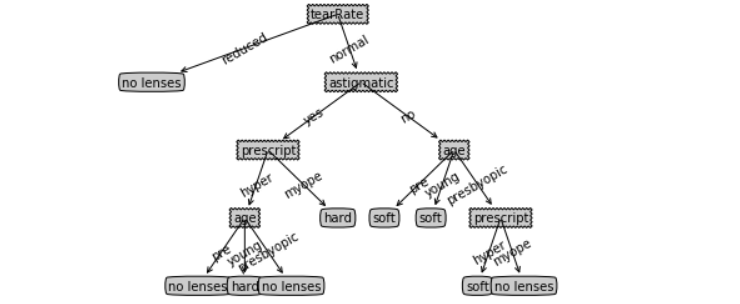 tearRate
reduced
normal
no lenses
astigmatic
yes
no
prescript
age
hyper
myope
pre
young
presbyopic
age
hard
soft
soft
prescript
pre
young
presbyopic
hyper
myope
no lenses
hard
no lenses
soft
no lenses